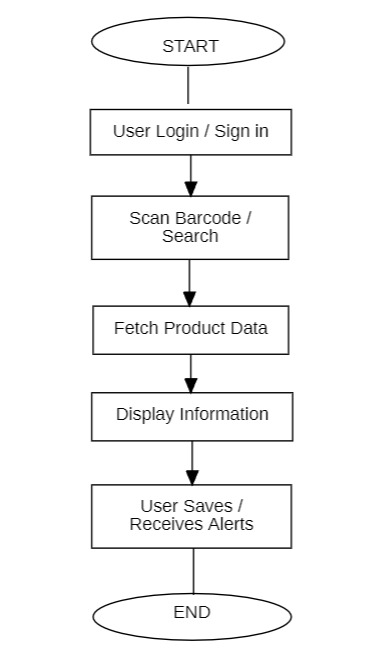 START
User Login / Sign in
Scan Barcode /
Search
Fetch Product Data
Display Information
User Saves /
Receives Alerts
END